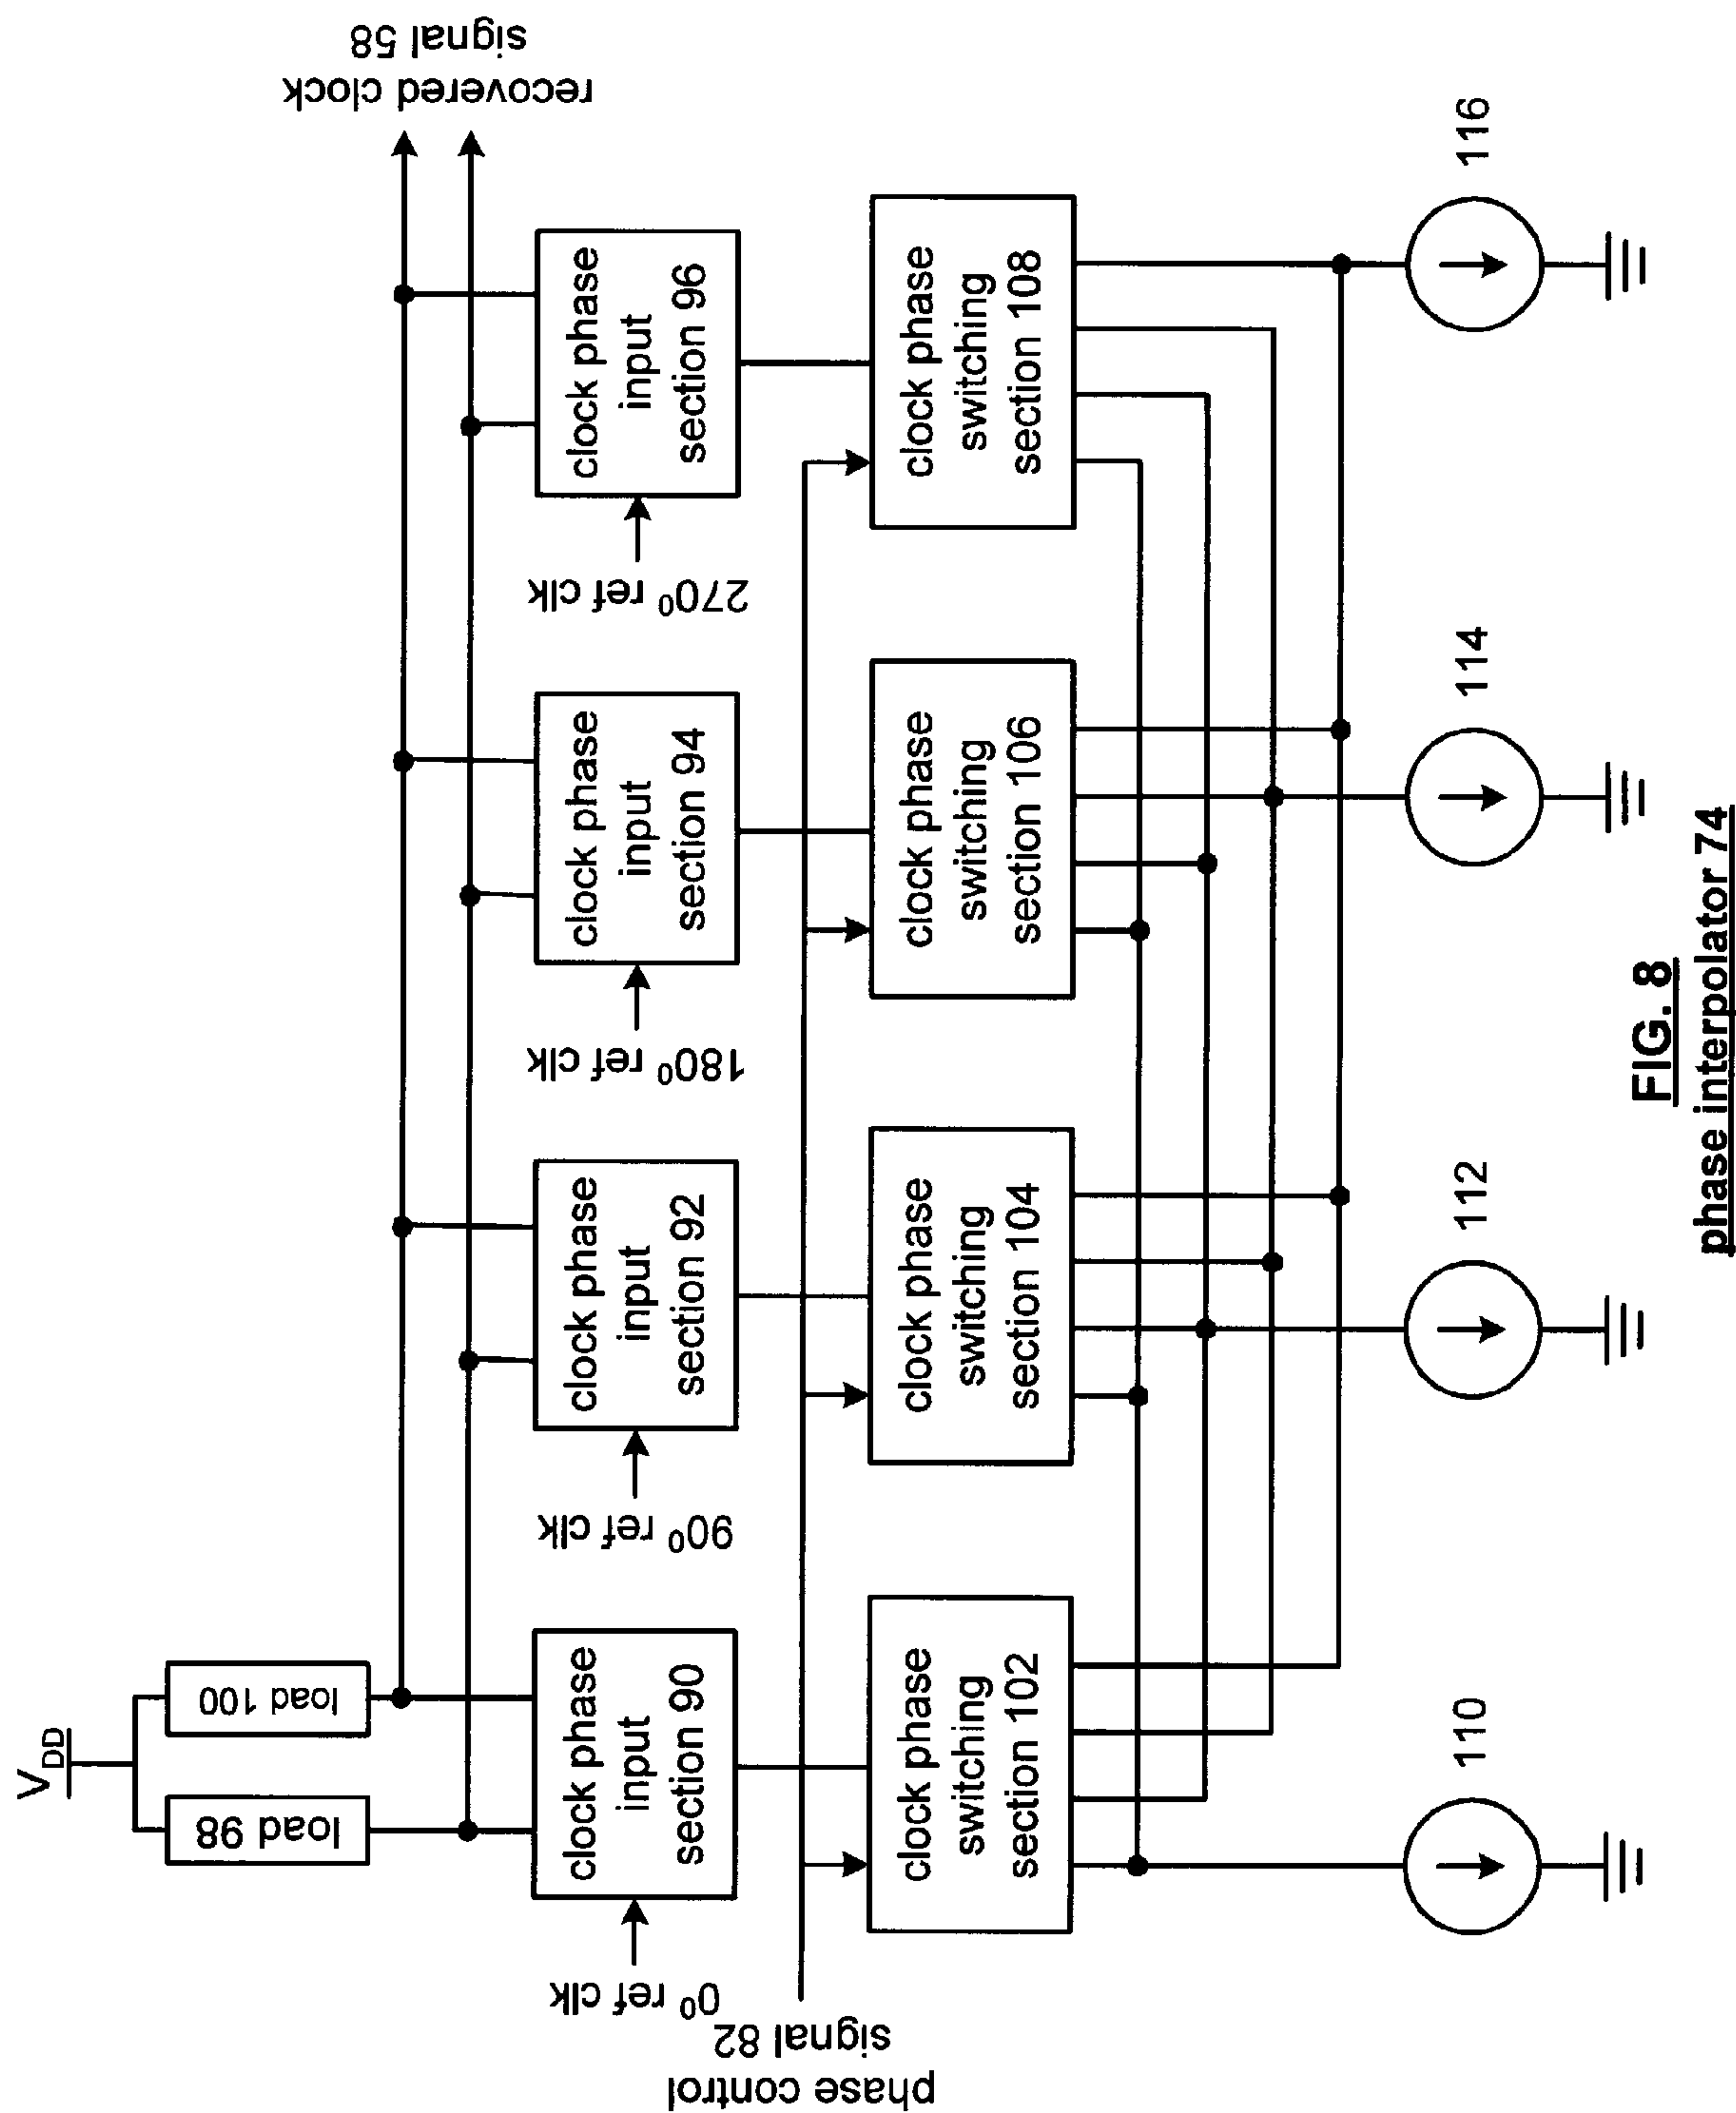 V_DD
load 98
load 100
recovered clock
signal 58
0⁰ ref clk
clock phase
input
section 90
90⁰ ref clk
clock phase
input
section 92
180⁰ ref clk
clock phase
input
section 94
270⁰ ref clk
clock phase
input
section 96
phase control
signal 82
clock phase
switching
section 102
clock phase
switching
section 104
clock phase
switching
section 106
clock phase
switching
section 108
110
112
114
116
FIG. 8
phase interpolator 74